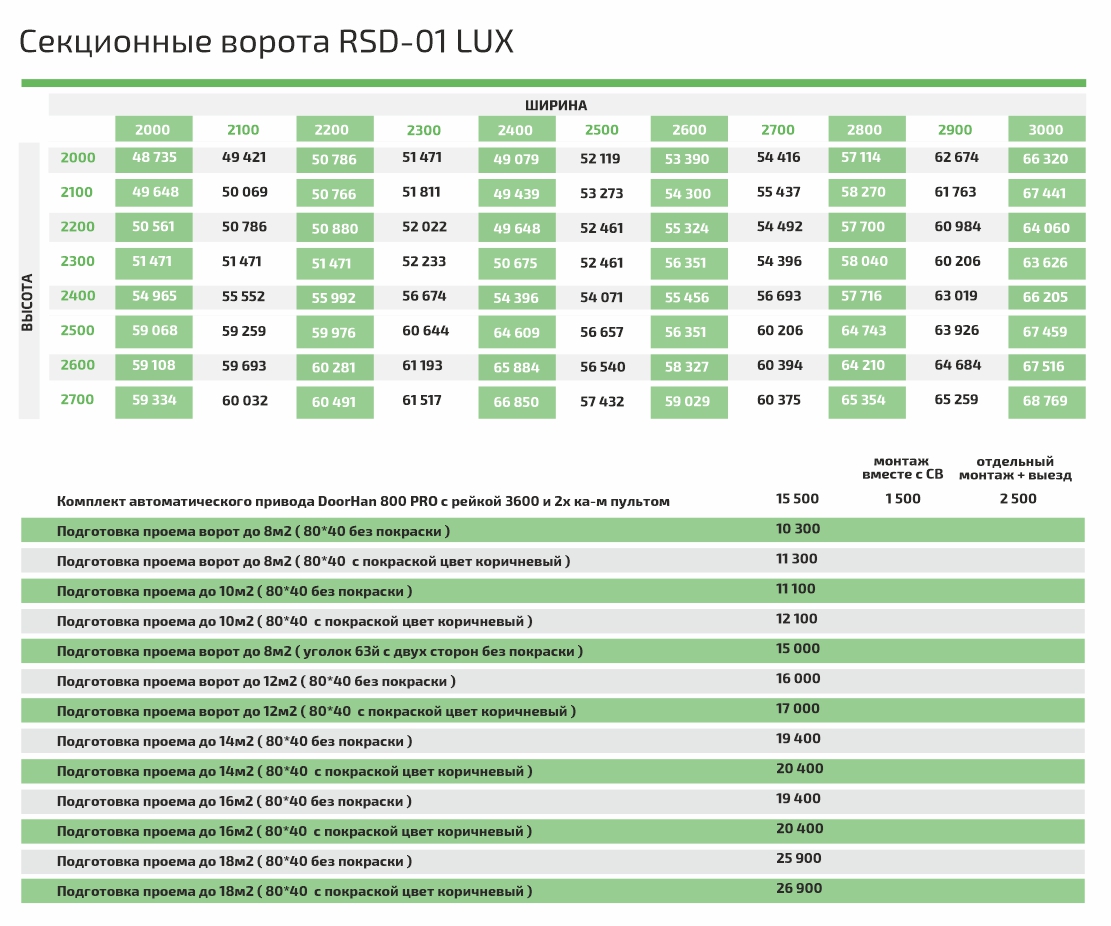 Секционные ворота RSD-01 LUX
ШИРИНА
2000 2100 2200 2300 2400 2500 2600 2700 2800 2900 3000
ВЫСОТА
2000 48 735 49 421 50 786 51 471 49 079 52 119 53 390 54 416 57 114 62 674 66 320
2100 49 648 50 069 50 766 51 811 49 439 53 273 54 300 55 437 58 270 61 763 67 441
2200 50 561 50 786 50 880 52 022 49 648 52 461 55 324 54 492 57 700 60 984 64 060
2300 51 471 51 471 51 471 52 233 50 675 52 461 56 351 54 396 58 040 60 206 63 626
2400 54 965 55 552 55 992 56 674 54 396 54 071 55 456 56 693 57 716 63 019 66 205
2500 59 068 59 259 59 976 60 644 64 609 56 657 56 351 60 206 64 743 63 926 67 459
2600 59 108 59 693 60 281 61 193 65 884 56 540 58 327 60 394 64 210 64 684 67 516
2700 59 334 60 032 60 491 61 517 66 850 57 432 59 029 60 375 65 354 65 259 68 769
монтаж отдельный
вместе с СВ монтаж + выезд
Комплект автоматического привода DoorHan 800 PRO с рейкой 3600 и 2х ка-м пультом 15 500 1 500 2 500
Подготовка проема ворот до 8м2 ( 80*40 без покраски ) 10 300
Подготовка проема ворот до 8м2 ( 80*40 с покраской цвет коричневый ) 11 300
Подготовка проема до 10м2 ( 80*40 без покраски ) 11 100
Подготовка проема до 10м2 ( 80*40 с покраской цвет коричневый ) 12 100
Подготовка проема ворот до 8м2 ( уголок 63й с двух сторон без покраски ) 15 000
Подготовка проема ворот до 12м2 ( 80*40 без покраски ) 16 000
Подготовка проема ворот до 12м2 ( 80*40 с покраской цвет коричневый ) 17 000
Подготовка проема до 14м2 ( 80*40 без покраски ) 19 400
Подготовка проема до 14м2 ( 80*40 с покраской цвет коричневый ) 20 400
Подготовка проема до 16м2 ( 80*40 без покраски ) 19 400
Подготовка проема до 16м2 ( 80*40 с покраской цвет коричневый ) 20 400
Подготовка проема до 18м2 ( 80*40 без покраски ) 25 900
Подготовка проема до 18м2 ( 80*40 с покраской цвет коричневый ) 26 900